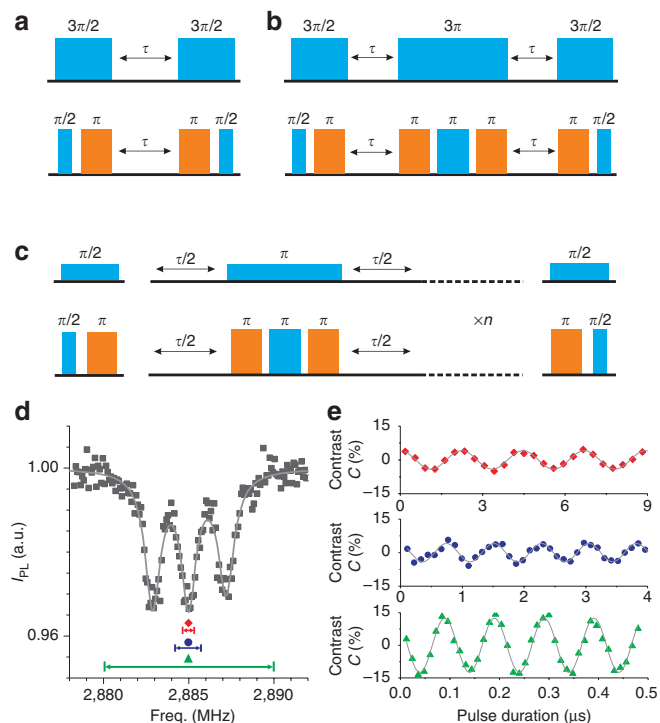 a
3π/2 3π/2
τ
π/2 π π π/2
τ
b
3π/2 3π 3π/2
τ τ
π/2 π π π π π π/2
τ τ
c
π/2 τ/2 π τ/2 π/2
π/2 π τ/2 π π π τ/2 ×n π π/2
d
1.00
0.96
I_PL (a.u.)
2,880 2,885 2,890
Freq. (MHz)
e
Contrast
C (%)
15
0
−15
0 3 6 9
Contrast
C (%)
15
0
−15
0 1 2 3 4
Contrast
C (%)
15
0
−15
0.0 0.1 0.2 0.3 0.4 0.5
Pulse duration (μs)